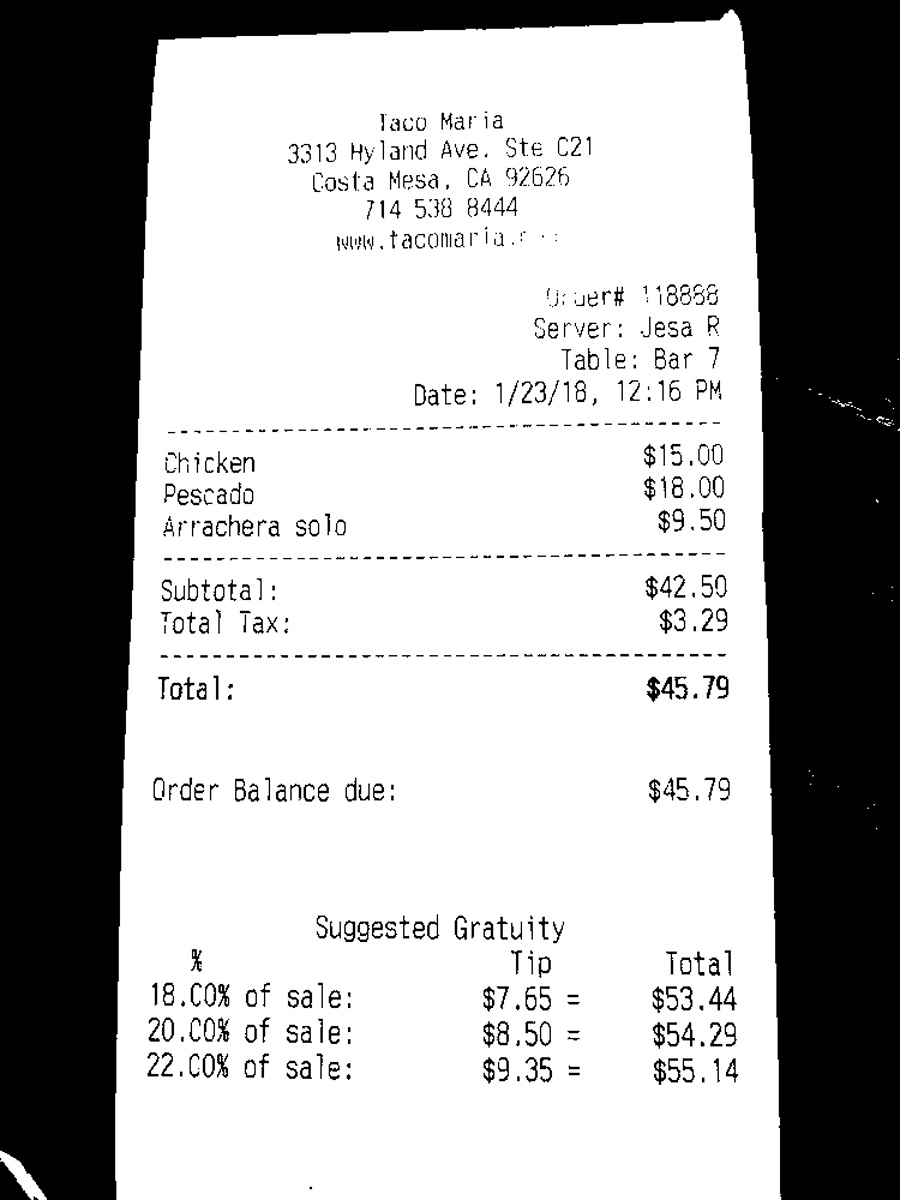 Taco Maria
3313 Hyland Ave. Ste C21
Costa Mesa, CA 92626
714 538 8444
Order# 118888
Server: Jesa R
Table: Bar 7
Date: 1/23/18, 12:16 PM
Chicken $15.00
Pescado $18.00
Arrachera solo $9.50
Subtotal: $42.50
Total Tax: $3.29
Total: $45.79
Order Balance due: $45.79
Suggested Gratuity
% Tip Total
18.00% of sale: $7.65 = $53.44
20.00% of sale: $8.50 = $54.29
22.00% of sale: $9.35 = $55.14